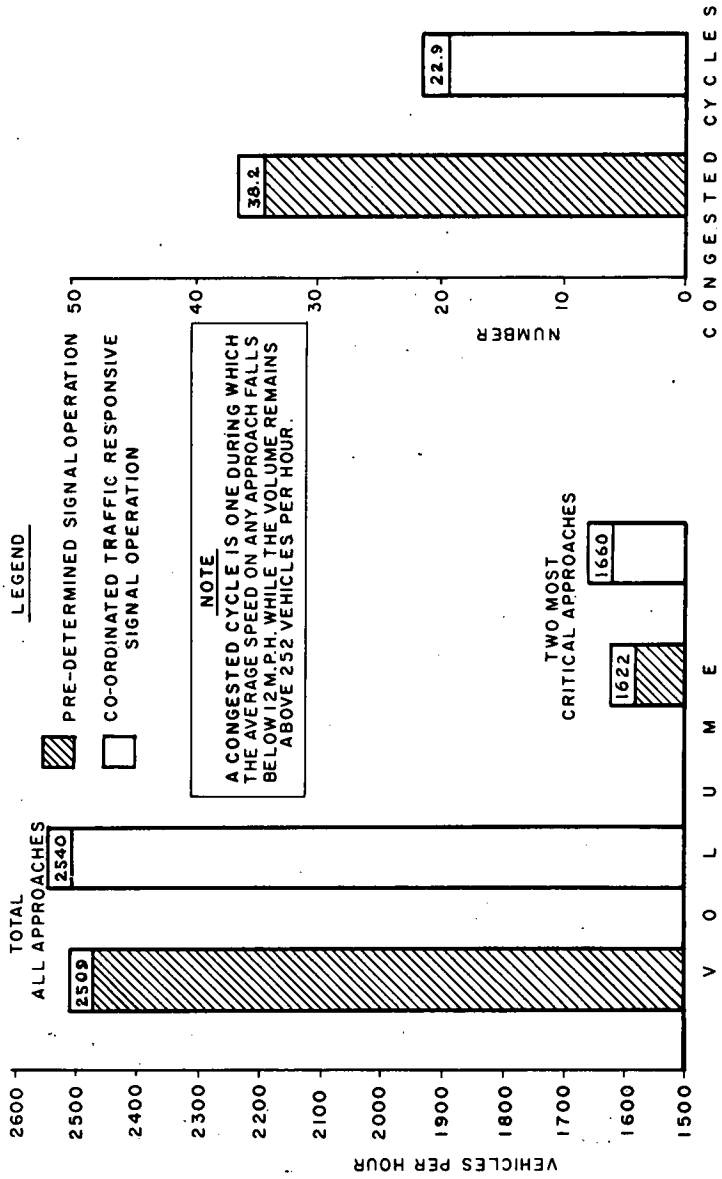 LEGEND
PRE-DETERMINED SIGNAL OPERATION
CO-ORDINATED TRAFFIC RESPONSIVE
SIGNAL OPERATION
NOTE
A CONGESTED CYCLE IS ONE DURING WHICH
THE AVERAGE SPEED ON ANY APPROACH FALLS
BELOW 12 M.P.H. WHILE THE VOLUME REMAINS
ABOVE 252 VEHICLES PER HOUR.
VEHICLES PER HOUR
2600
2500
2400
2300
2200
2100
2000
1900
1800
1700
1600
1500
TOTAL
ALL APPROACHES
2509
2540
TWO MOST
CRITICAL APPROACHES
1622
1660
VOLUME
NUMBER
50
40
30
20
10
0
38.2
22.9
CONGESTED CYCLES